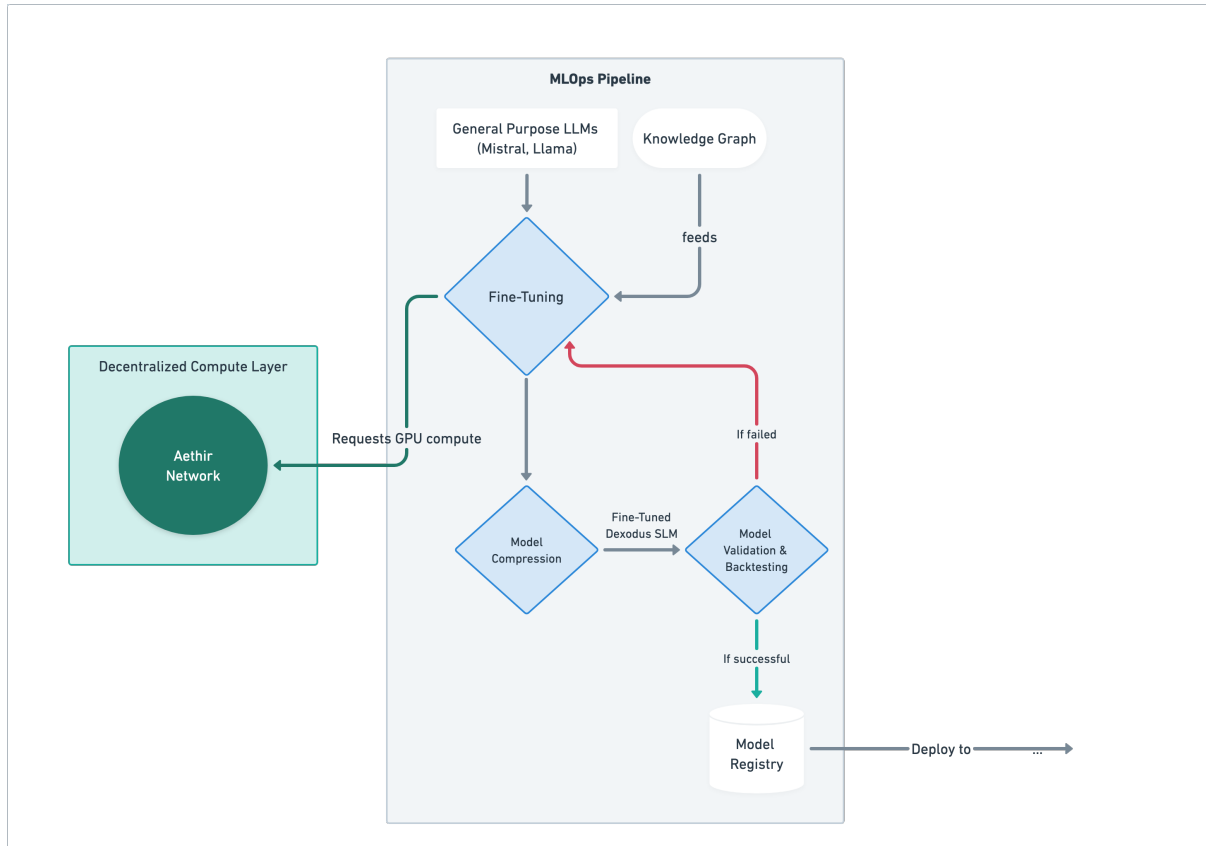 MLOps Pipeline
General Purpose LLMs
(Mistral, Llama)
Knowledge Graph
feeds
Fine-Tuning
Decentralized Compute Layer
Aethir
Network
Requests GPU compute
If failed
Model
Compression
Fine-Tuned
Dexodus SLM
Model
Validation &
Backtesting
If successful
Model
Registry
Deploy to
...